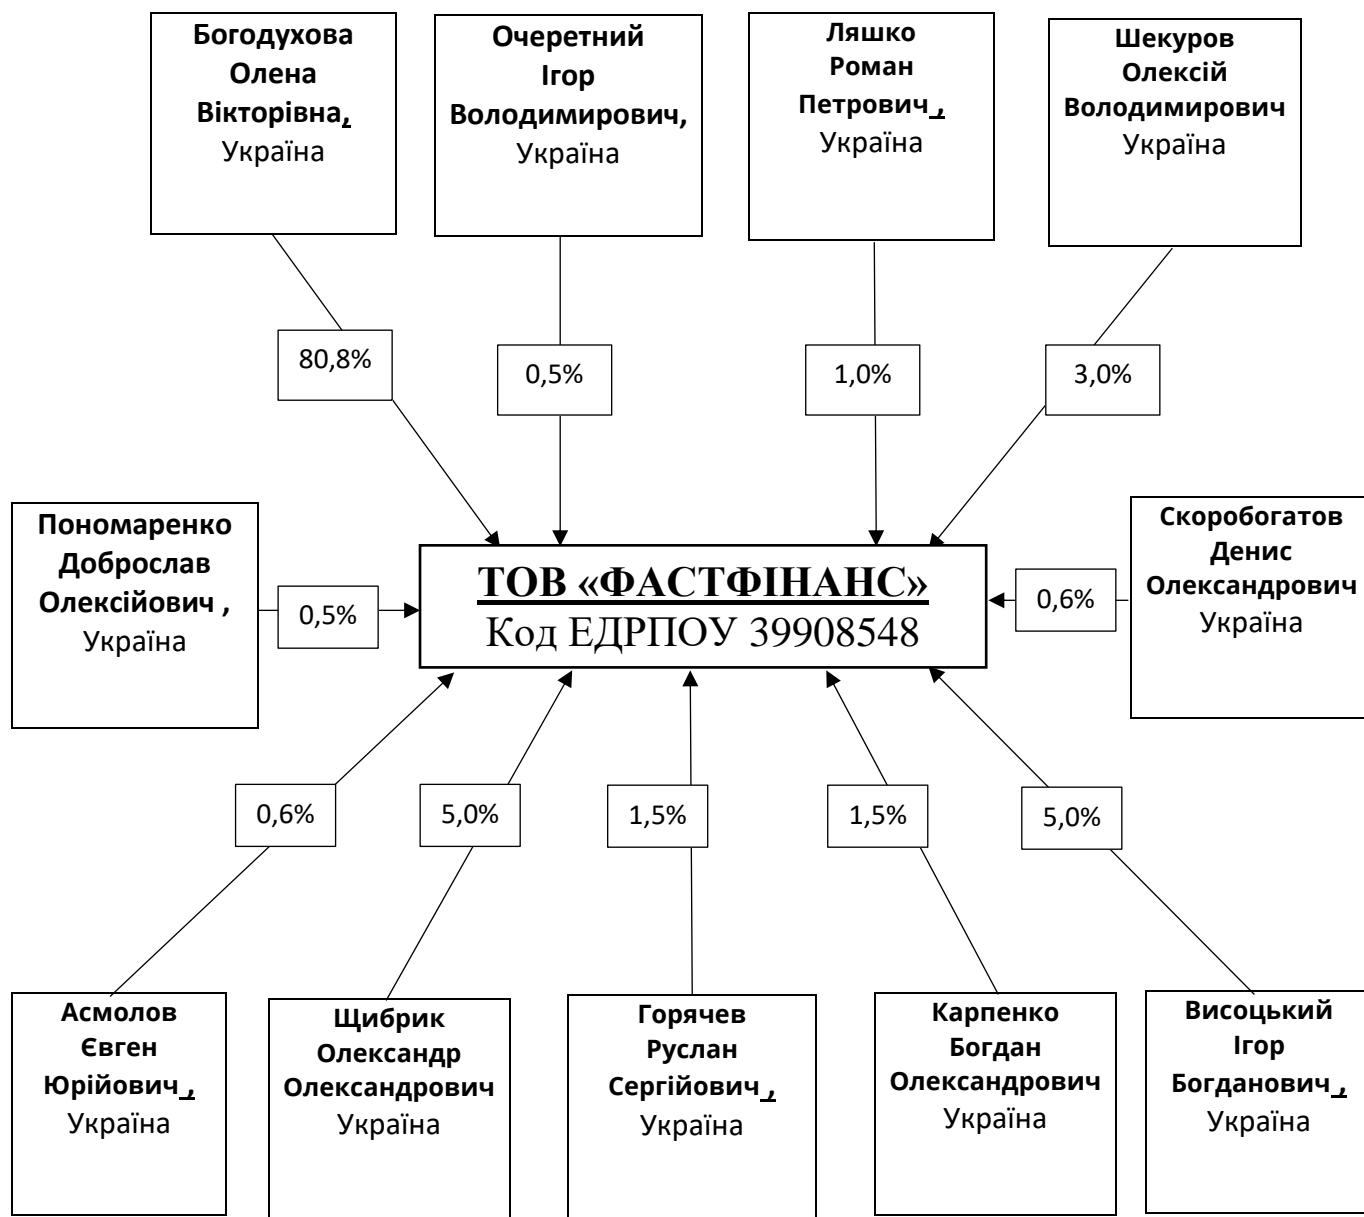 Богодухова
Олена
Вікторівна,
Україна
Очеретний
Ігор
Володимирович,
Україна
Ляшко
Роман
Петрович ,
Україна
Шекуров
Олексій
Володимирович
Україна
80,8%
0,5%
1,0%
3,0%
Пономаренко
Доброслав
Олексійович ,
Україна
0,5%
ТОВ «ФАСТФІНАНС»
Код ЕДРПОУ 39908548
0,6%
Скоробогатов
Денис
Олександрович
Україна
0,6%
5,0%
1,5%
1,5%
5,0%
Асмолов
Євген
Юрійович ,
Україна
Щибрик
Олександр
Олександрович
Україна
Горячев
Руслан
Сергійович ,
Україна
Карпенко
Богдан
Олександрович
Україна
Висоцький
Ігор
Богданович ,
Україна